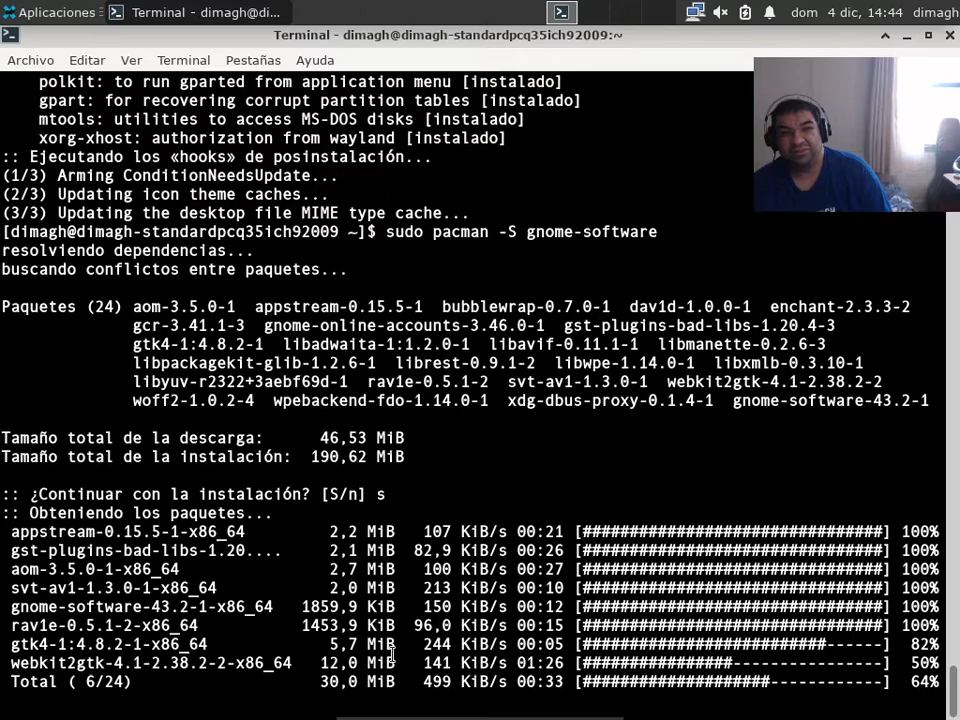 Aplicaciones
Terminal - dimagh@di...
dom 4 dic, 14:44
dimagh
Terminal - dimagh@dimagh-standardpcq35ich92009:~
Archivo Editar Ver Terminal Pestañas Ayuda
polkit: to run gparted from application menu [instalado]
gpart: for recovering corrupt partition tables [instalado]
mtools: utilities to access MS-DOS disks [instalado]
xorg-xhost: authorization from wayland [instalado]
:: Ejecutando los «hooks» de posinstalación...
(1/3) Arming ConditionNeedsUpdate...
(2/3) Updating icon theme caches...
(3/3) Updating the desktop file MIME type cache...
[dimagh@dimagh-standardpcq35ich92009 ~]$ sudo pacman -S gnome-software
resolviendo dependencias...
buscando conflictos entre paquetes...
Paquetes (24) aom-3.5.0-1 appstream-0.15.5-1 bubblewrap-0.7.0-1 dav1d-1.0.0-1 enchant-2.3.3-2
gcr-3.41.1-3 gnome-online-accounts-3.46.0-1 gst-plugins-bad-libs-1.20.4-3
gtk4-1:4.8.2-1 libadwaita-1:1.2.0-1 libavif-0.11.1-1 libmanette-0.2.6-3
libpackagekit-glib-1.2.6-1 librest-0.9.1-2 libwpe-1.14.0-1 libxmlb-0.3.10-1
libyuv-r2322+3aebf69d-1 rav1e-0.5.1-2 svt-av1-1.3.0-1 webkit2gtk-4.1-2.38.2-2
woff2-1.0.2-4 wpebackend-fdo-1.14.0-1 xdg-dbus-proxy-0.1.4-1 gnome-software-43.2-1
Tamaño total de la descarga: 46,53 MiB
Tamaño total de la instalación: 190,62 MiB
:: ¿Continuar con la instalación? [S/n] s
:: Obteniendo los paquetes...
appstream-0.15.5-1-x86_64 2,2 MiB 107 KiB/s 00:21 [################################] 100%
gst-plugins-bad-libs-1.20.... 2,1 MiB 82,9 KiB/s 00:26 [################################] 100%
aom-3.5.0-1-x86_64 2,7 MiB 100 KiB/s 00:27 [################################] 100%
svt-av1-1.3.0-1-x86_64 2,0 MiB 213 KiB/s 00:10 [################################] 100%
gnome-software-43.2-1-x86_64 1859,9 KiB 150 KiB/s 00:12 [################################] 100%
rav1e-0.5.1-2-x86_64 1453,9 KiB 96,0 KiB/s 00:15 [################################] 100%
gtk4-1:4.8.2-1-x86_64 5,7 MiB 244 KiB/s 00:05 [##########################------] 82%
webkit2gtk-4.1-2.38.2-2-x86_64 12,0 MiB 141 KiB/s 01:26 [################----------------] 50%
Total ( 6/24) 30,0 MiB 499 KiB/s 00:33 [####################------------] 64%